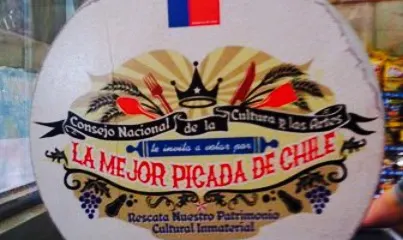 Consejo Nacional de la Cultura y las Artes
te invita a votar por
LA MEJOR PICADA DE CHILE
Rescata Nuestro Patrimonio
Cultural Inmaterial